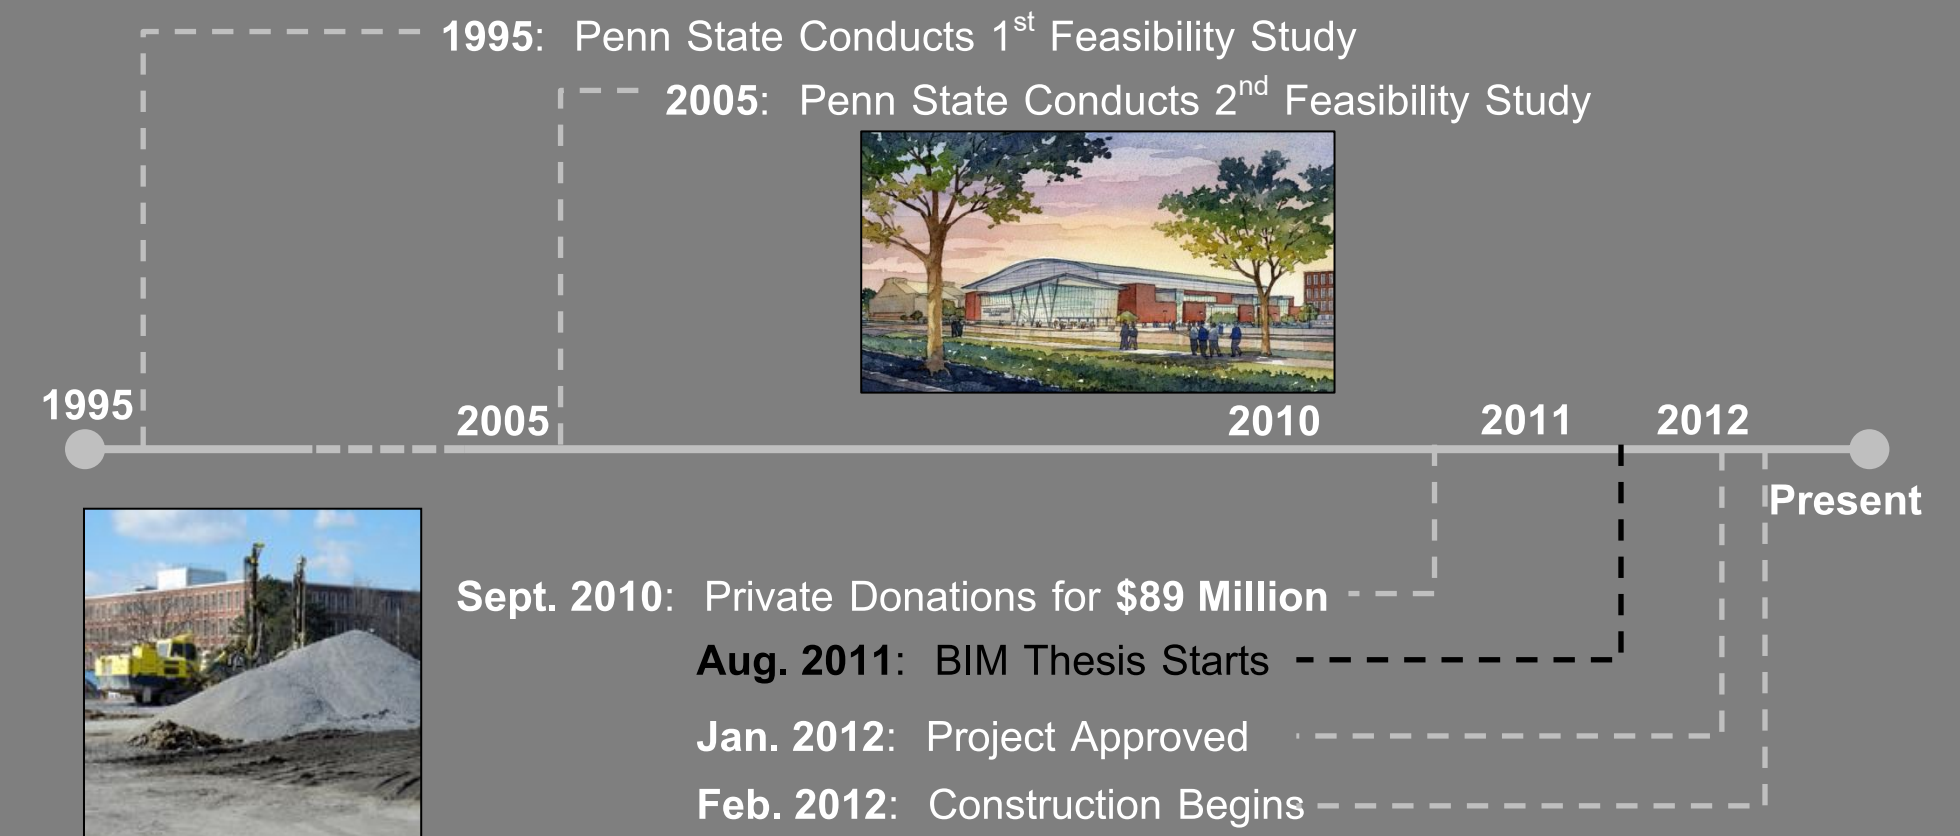 1995: Penn State Conducts 1st Feasibility Study
2005: Penn State Conducts 2nd Feasibility Study
1995
2005
2010
2011
2012
Present
Sept. 2010: Private Donations for $89 Million
Aug. 2011: BIM Thesis Starts
Jan. 2012: Project Approved
Feb. 2012: Construction Begins